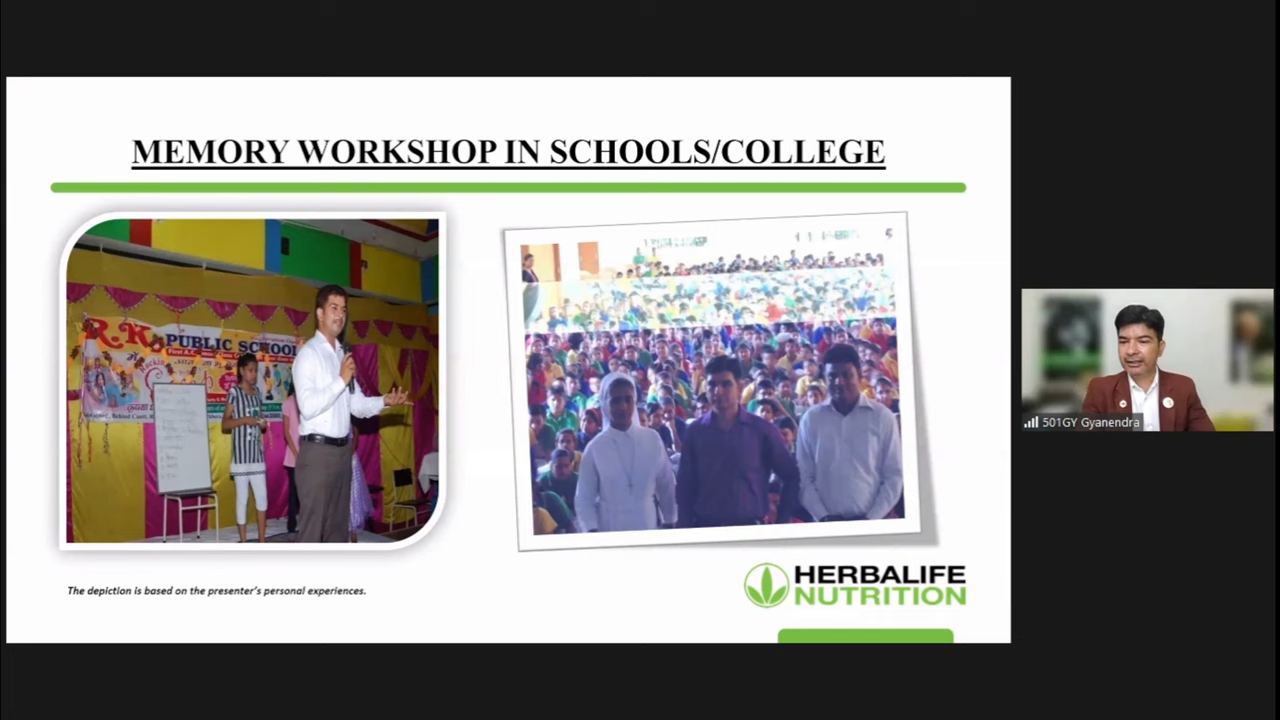 MEMORY WORKSHOP IN SCHOOLS/COLLEGE
R.K. PUBLIC SCHOOL
First A.C.
में
The depiction is based on the presenter's personal experiences.
HERBALIFE
NUTRITION
501GY Gyanendra